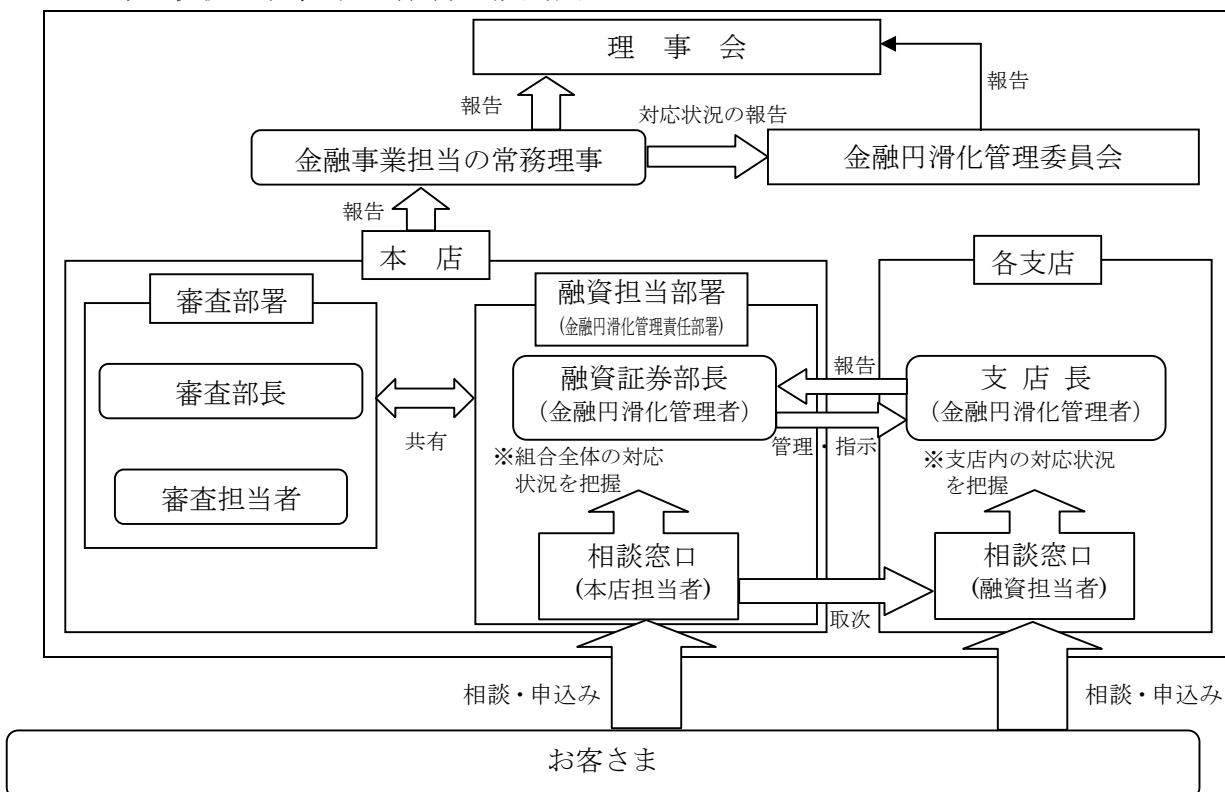 理 事 会
報告
報告
対応状況の報告
金融事業担当の常務理事
金融円滑化管理委員会
報告
本 店
各支店
審査部署
融資担当部署
(金融円滑化管理責任部署)
審査部長
審査担当者
共有
融資証券部長
(金融円滑化管理者)
報告
管理・指示
支 店 長
(金融円滑化管理者)
※組合全体の対応
状況を把握
※支店内の対応状況
を把握
相談窓口
(本店担当者)
取次
相談窓口
(融資担当者)
相談・申込み
相談・申込み
お客さま